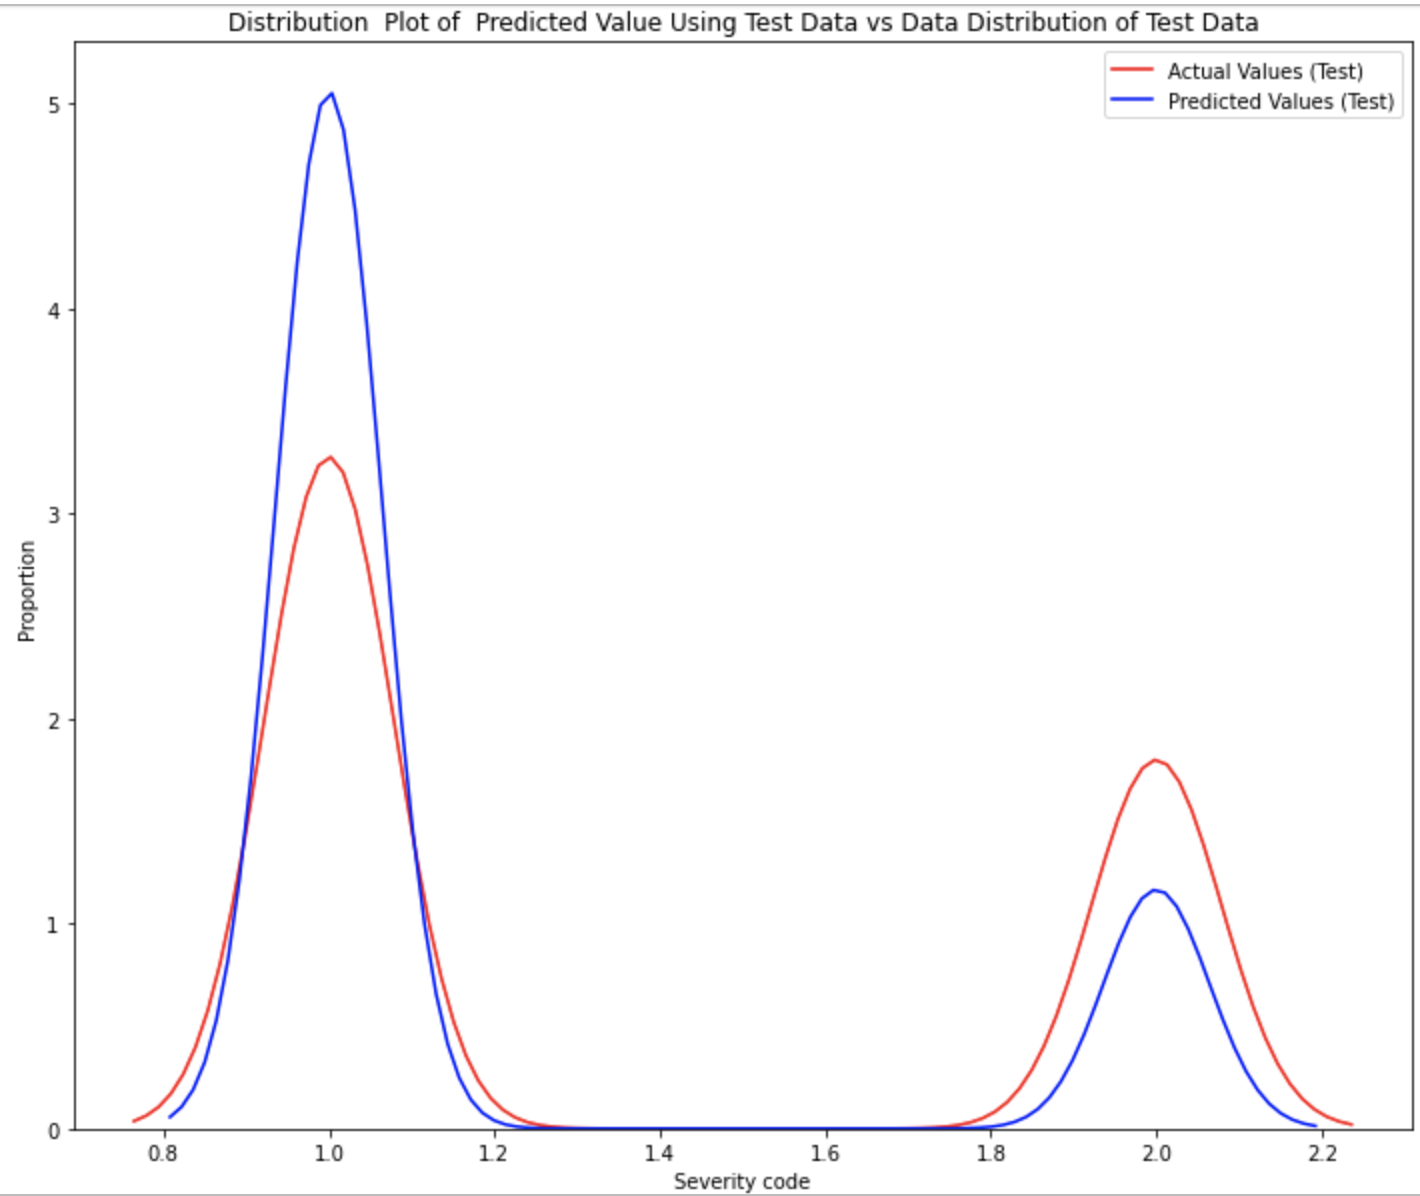 Distribution  Plot of  Predicted Value Using Test Data vs Data Distribution of Test Data
Actual Values (Test)
Predicted Values (Test)
5
4
3
2
1
0
Proportion
0.8 1.0 1.2 1.4 1.6 1.8 2.0 2.2
Severity code